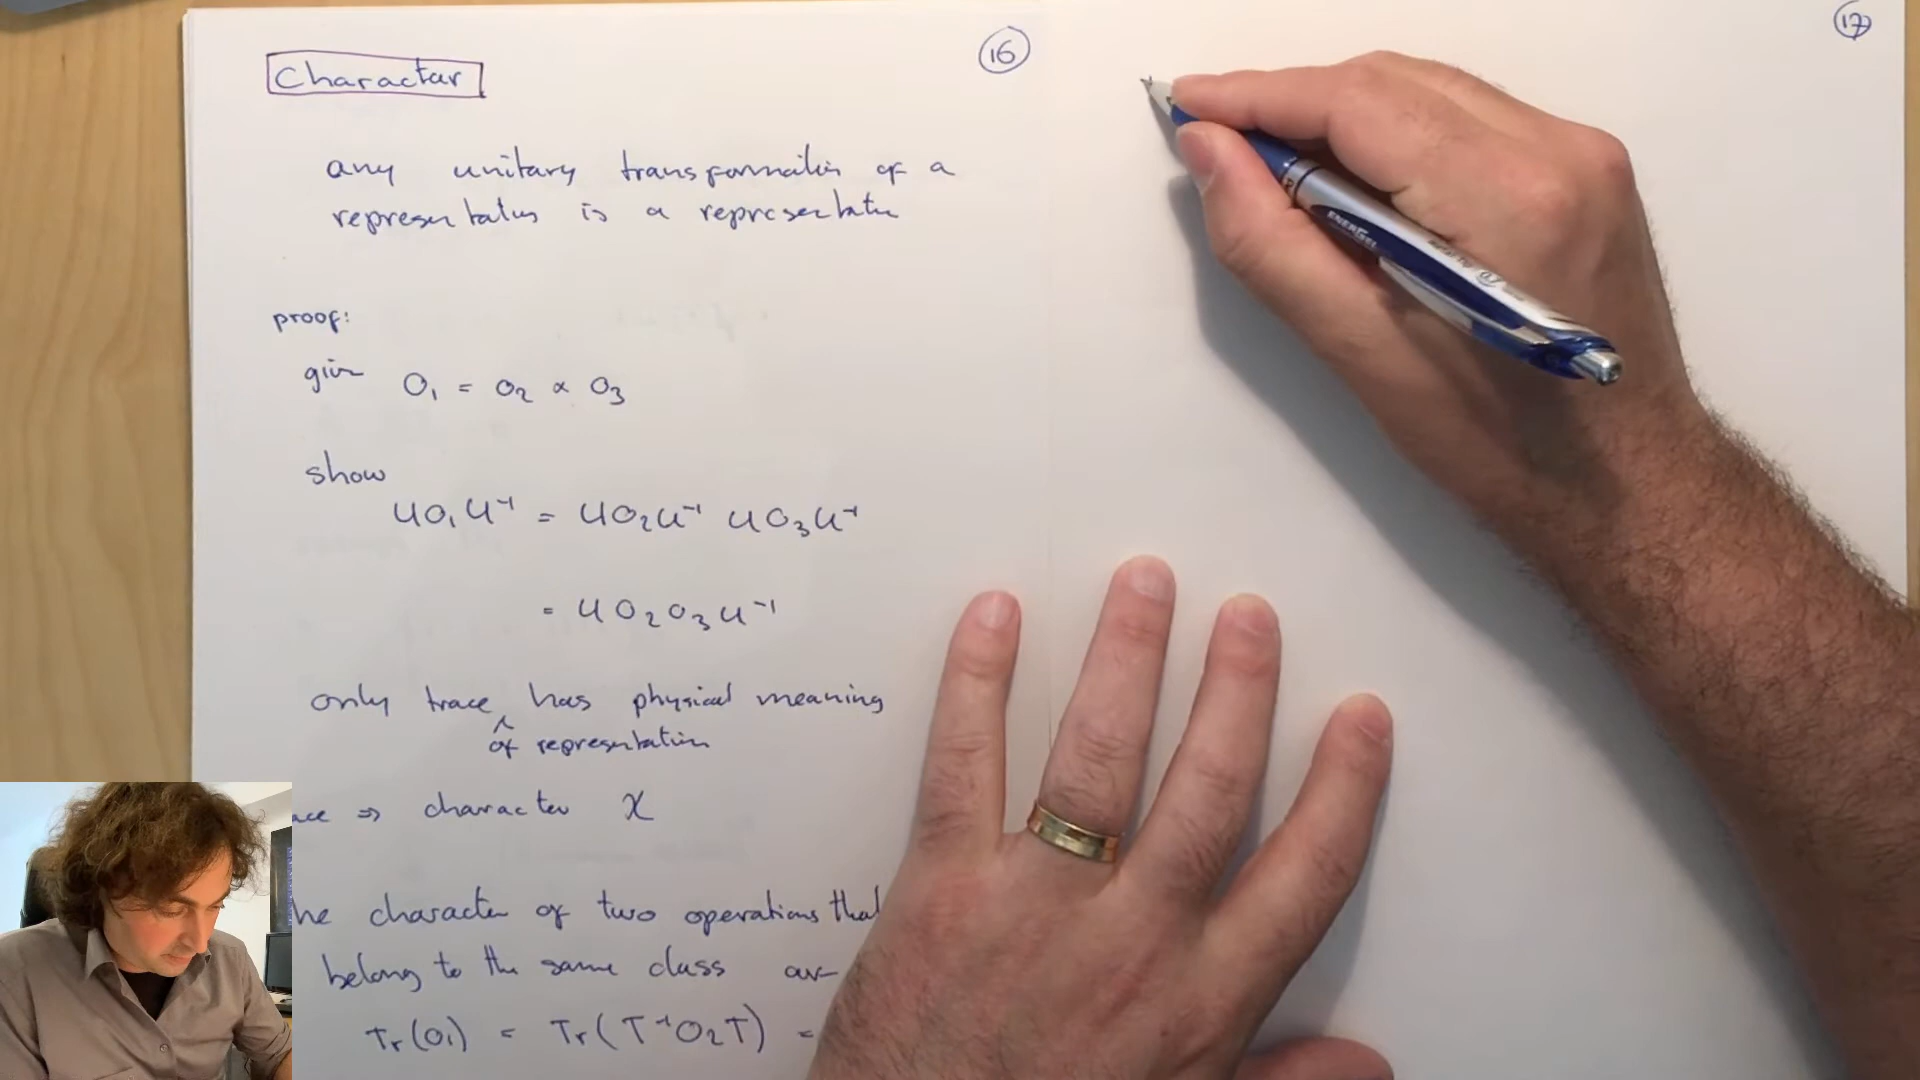 Character
16
17
any unitary transformation of a
representation is a representation
proof:
given O₁ = O₂ × O₃
show
UO₁U⁻¹ = UO₂U⁻¹ UO₃U⁻¹
= UO₂O₃U⁻¹
only trace ^ has physical meaning
of representation
⇒ character χ
character of two operations that
belong to the same class are
Tr(O₁) = Tr(T⁻¹O₂T) =
ENERGEL